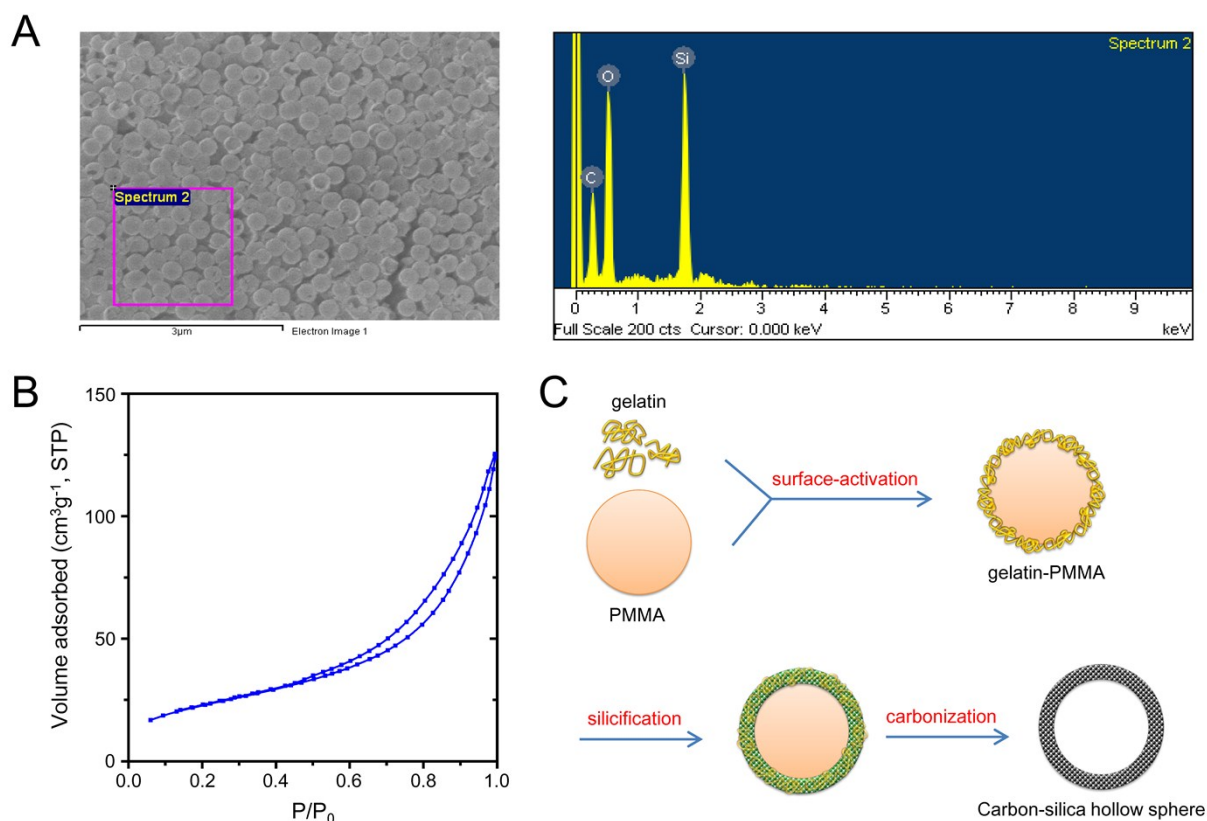 A
Spectrum 2
3µm
Electron Image 1
Spectrum 2
C
O
Si
0 1 2 3 4 5 6 7 8 9
Full Scale 200 cts Cursor: 0.000 keV
keV
B
Volume adsorbed (cm³g⁻¹, STP)
150
100
50
0
0.0 0.2 0.4 0.6 0.8 1.0
P/P₀
C
gelatin
PMMA
surface-activation
gelatin-PMMA
silicification
carbonization
Carbon-silica hollow sphere